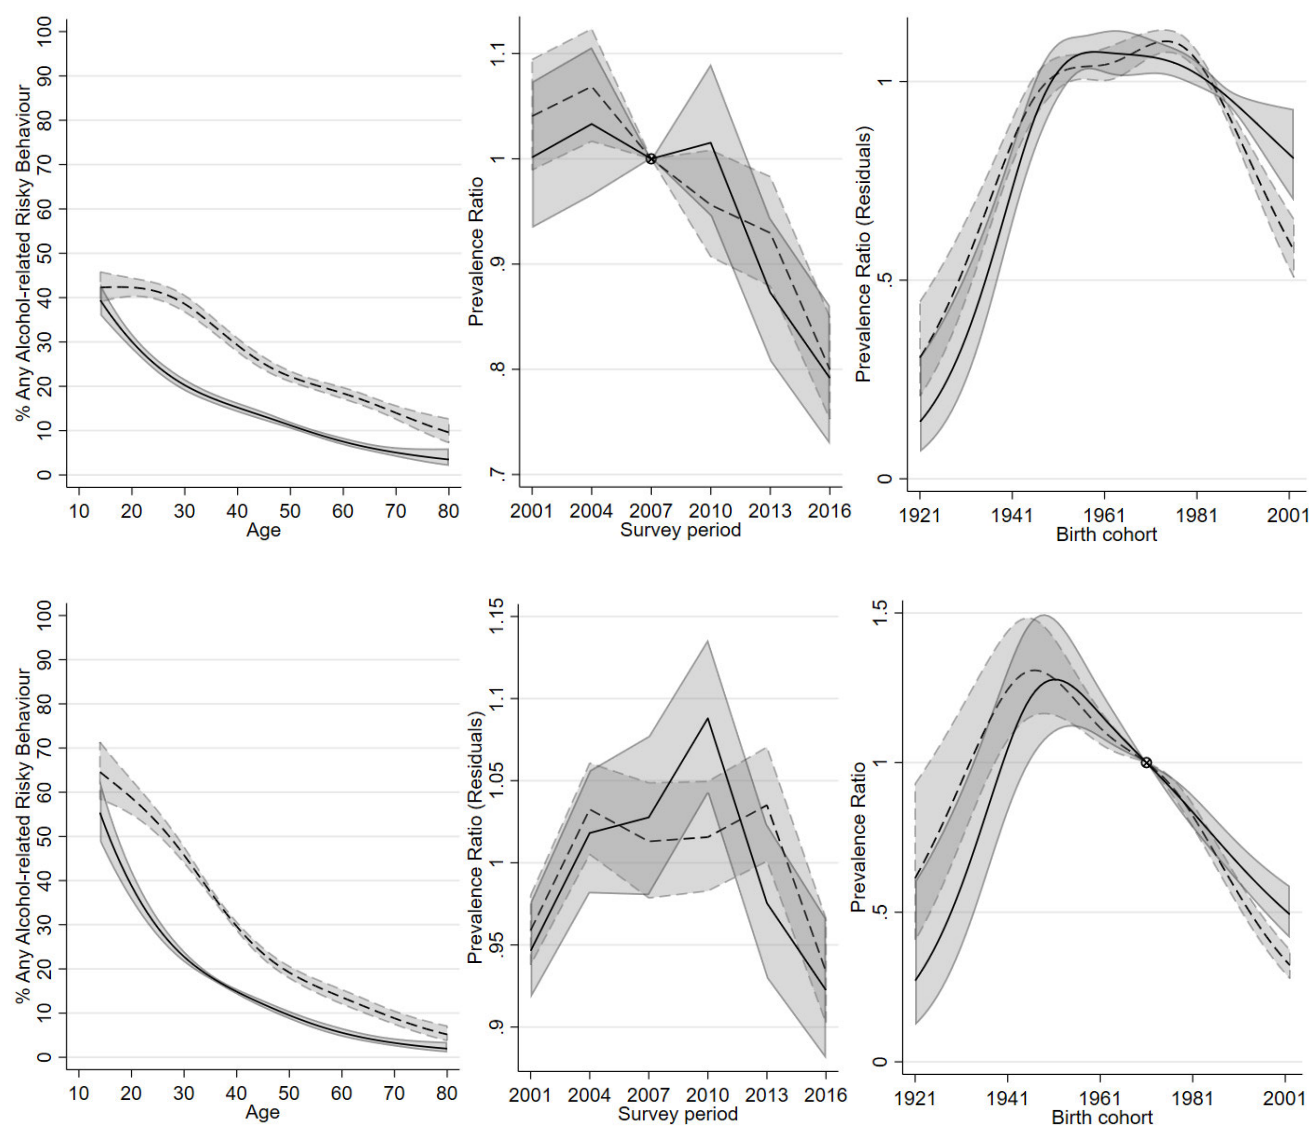 % Any Alcohol-related Risky Behaviour
100
90
80
70
60
50
40
30
20
10
0
10 20 30 40 50 60 70 80
Age
Prevalence Ratio
1.1
1
.9
.8
.7
2001 2004 2007 2010 2013 2016
Survey period
Prevalence Ratio (Residuals)
1
.5
0
1921 1941 1961 1981 2001
Birth cohort
% Any Alcohol-related Risky Behaviour
100
90
80
70
60
50
40
30
20
10
0
10 20 30 40 50 60 70 80
Age
Prevalence Ratio (Residuals)
1.15
1.1
1.05
1
.95
.9
2001 2004 2007 2010 2013 2016
Survey period
Prevalence Ratio
1.5
1
.5
0
1921 1941 1961 1981 2001
Birth cohort